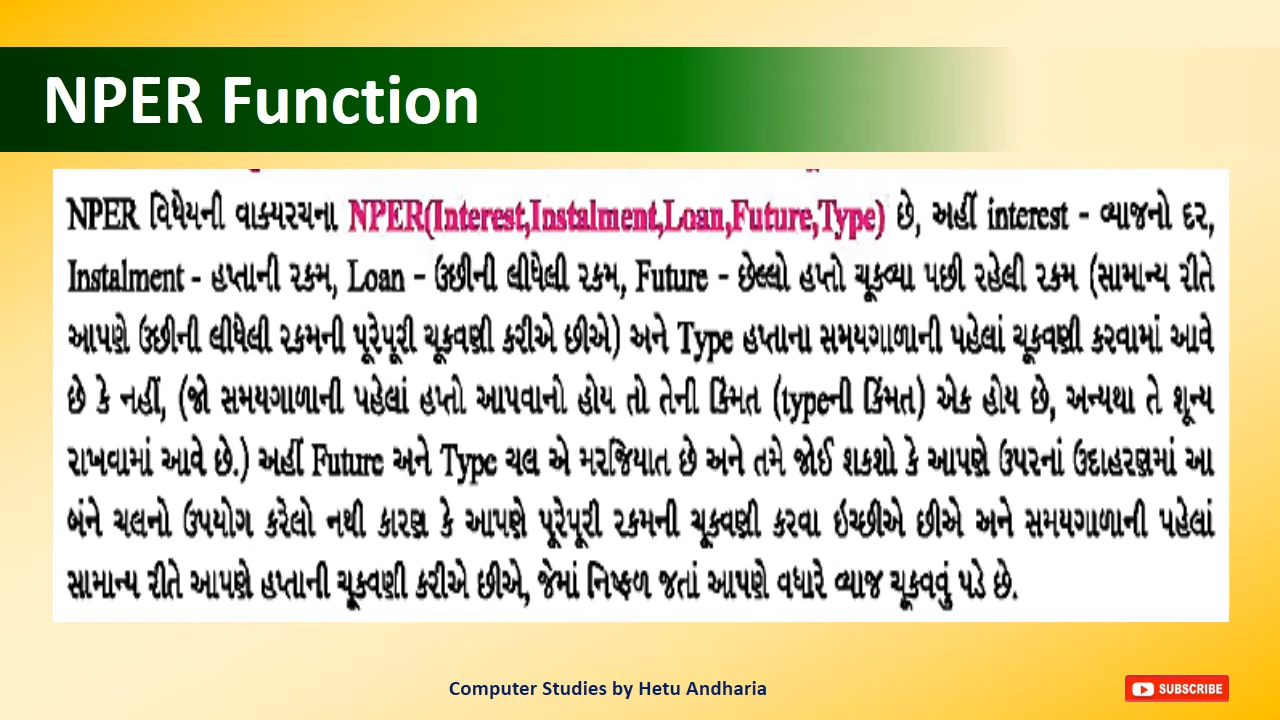 NPER Function
NPER વિધેયની વાક્યરચના NPER(Interest,Instalment,Loan,Future,Type) છે, અહીં interest - વ્યાજનો દર,
Instalment - હપ્તાની રકમ, Loan - ઉછીની લીધેલી રકમ, Future - છેલ્લો હપ્તો ચૂકવ્યા પછી રહેલી રકમ (સામાન્ય રીતે
આપણે ઉછીની લીધેલી રકમની પૂરેપૂરી ચૂકવણી કરીએ છીએ) અને Type હપ્તાના સમયગાળાની પહેલાં ચૂકવણી કરવામાં આવે
છે કે નહીં, (જો સમયગાળાની પહેલાં હપ્તો આપવાનો હોય તો તેની કિંમત (typeની કિંમત) એક હોય છે, અન્યથા તે શૂન્ય
રાખવામાં આવે છે.) અહીં Future અને Type ચલ એ મરજિયાત છે અને તમે જોઈ શકશો કે આપણે ઉપરનાં ઉદાહરણમાં આ
બંને ચલનો ઉપયોગ કરેલો નથી કારણ કે આપણે પૂરેપૂરી રકમની ચૂકવણી કરવા ઇચ્છીએ છીએ અને સમયગાળાની પહેલાં
સામાન્ય રીતે આપણે હપ્તાની ચૂકવણી કરીએ છીએ, જેમાં નિષ્ફળ જતાં આપણે વધારે વ્યાજ ચૂકવવું પડે છે.
Computer Studies by Hetu Andharia
SUBSCRIBE